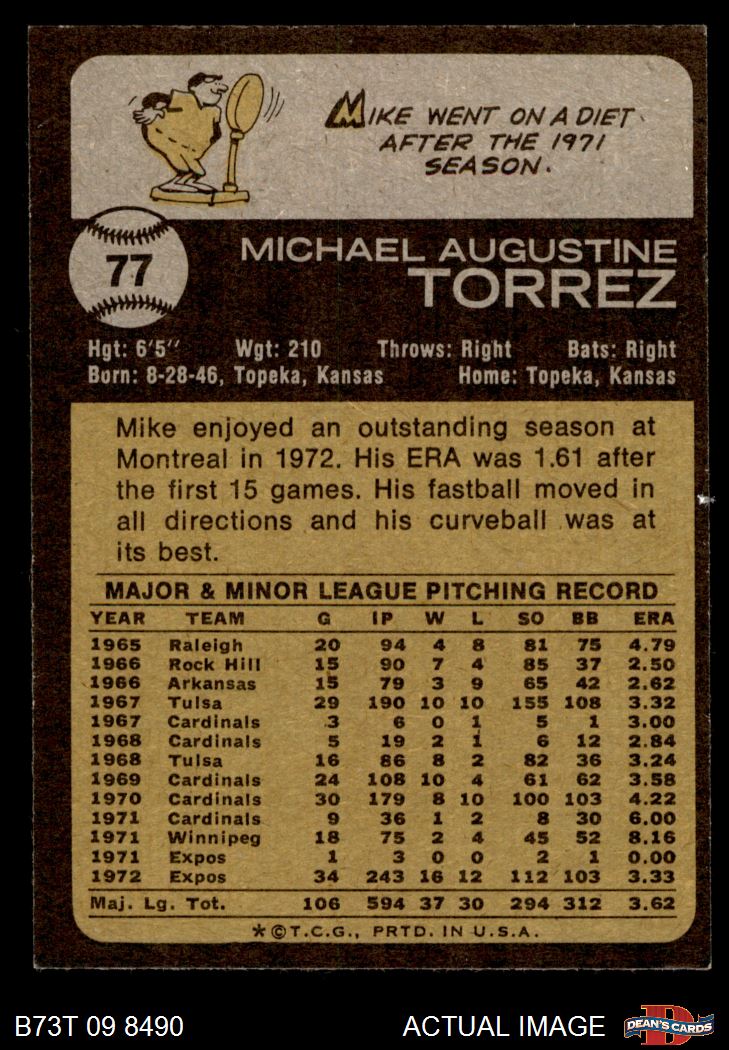 MIKE WENT ON A DIET
AFTER THE 1971
SEASON.
77
MICHAEL AUGUSTINE
TORREZ
Hgt: 6'5" Wgt: 210 Throws: Right Bats: Right
Born: 8-28-46, Topeka, Kansas Home: Topeka, Kansas
Mike enjoyed an outstanding season at
Montreal in 1972. His ERA was 1.61 after
the first 15 games. His fastball moved in
all directions and his curveball was at
its best.
MAJOR & MINOR LEAGUE PITCHING RECORD
YEAR TEAM G IP W L SO BB ERA
1965 Raleigh 20 94 4 8 81 75 4.79
1966 Rock Hill 15 90 7 4 85 37 2.50
1966 Arkansas 15 79 3 9 65 42 2.62
1967 Tulsa 29 190 10 10 155 108 3.32
1967 Cardinals 3 6 0 1 5 1 3.00
1968 Cardinals 5 19 2 1 6 12 2.84
1968 Tulsa 16 86 8 2 82 36 3.24
1969 Cardinals 24 108 10 4 61 62 3.58
1970 Cardinals 30 179 8 10 100 103 4.22
1971 Cardinals 9 36 1 2 8 30 6.00
1971 Winnipeg 18 75 2 4 45 52 8.16
1971 Expos 1 3 0 0 2 1 0.00
1972 Expos 34 243 16 12 112 103 3.33
Maj. Lg. Tot. 106 594 37 30 294 312 3.62
*©T.C.G., PRTD. IN U.S.A.
B73T 09 8490 ACTUAL IMAGE D DEAN'S CARDS